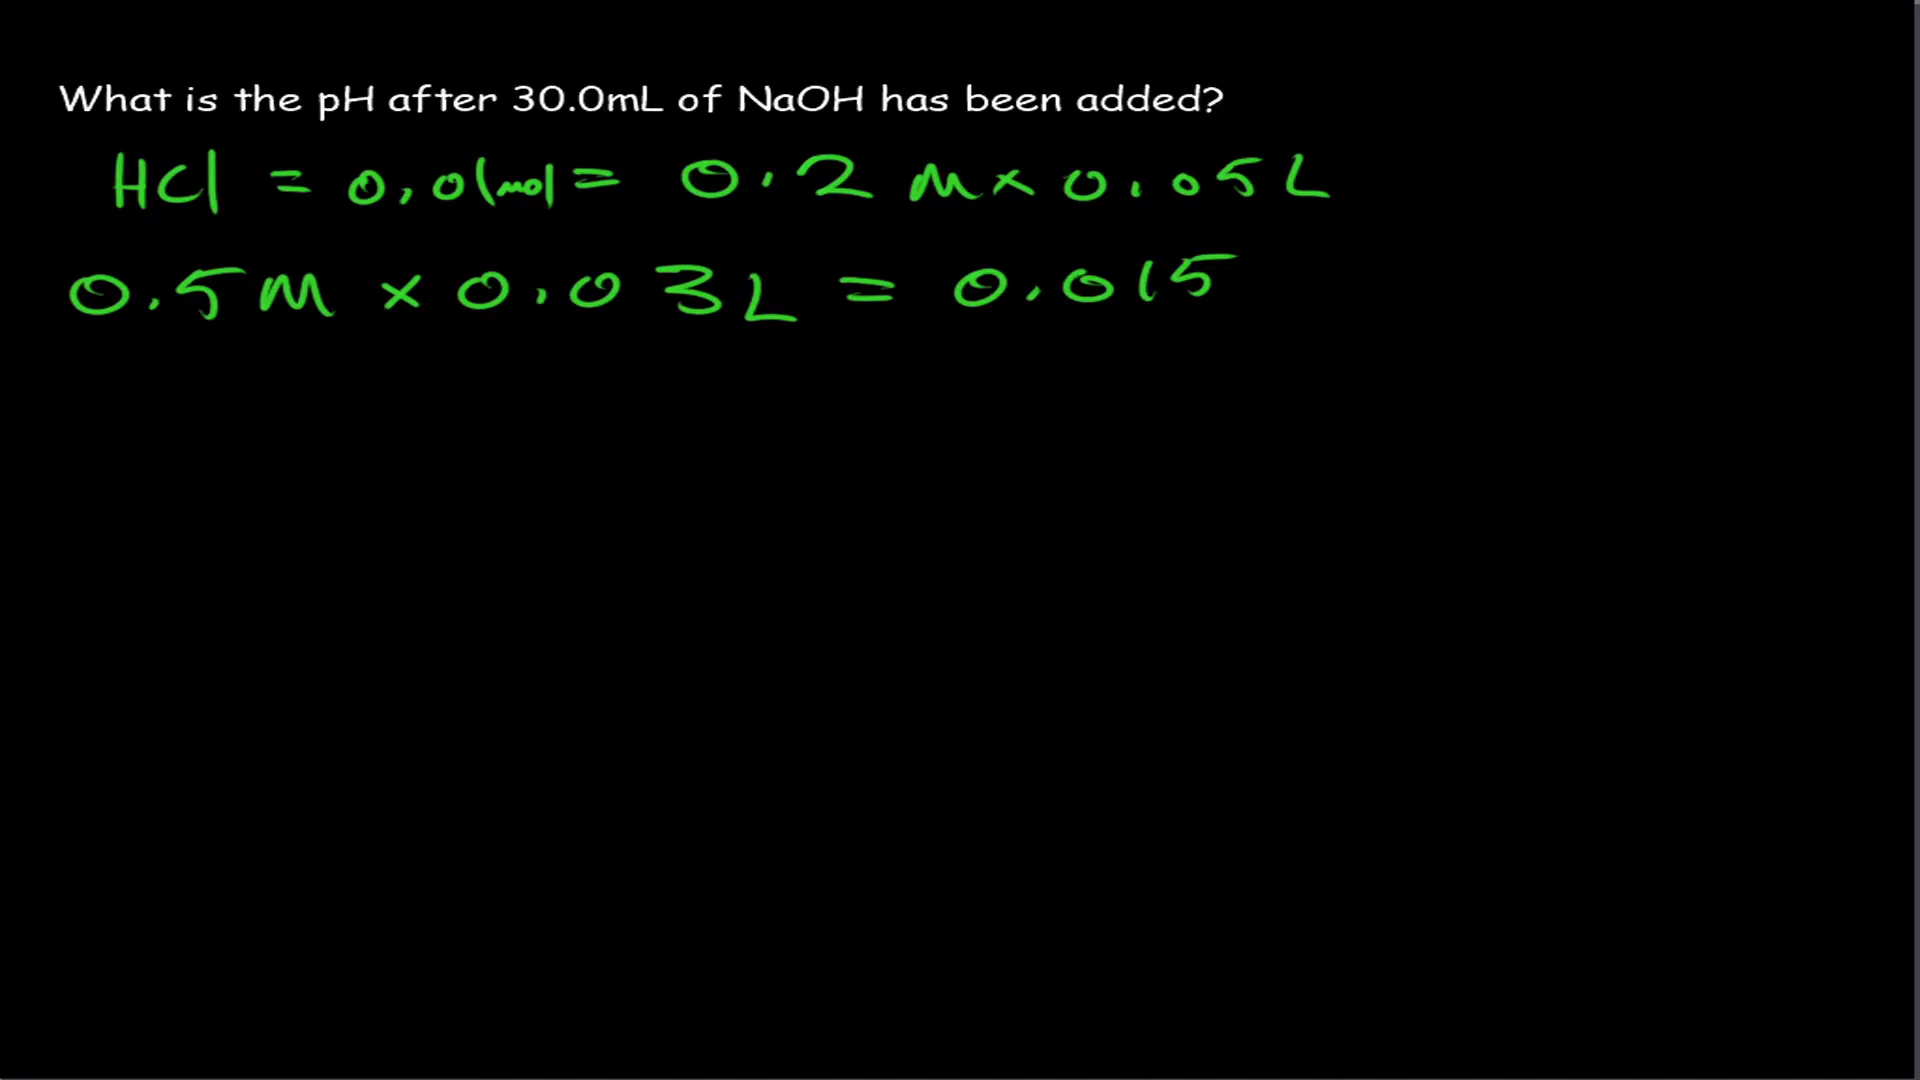 What is the pH after 30.0mL of NaOH has been added?
HCl = 0.01mol = 0.2 M × 0.05 L
0.5 M × 0.03 L = 0.015